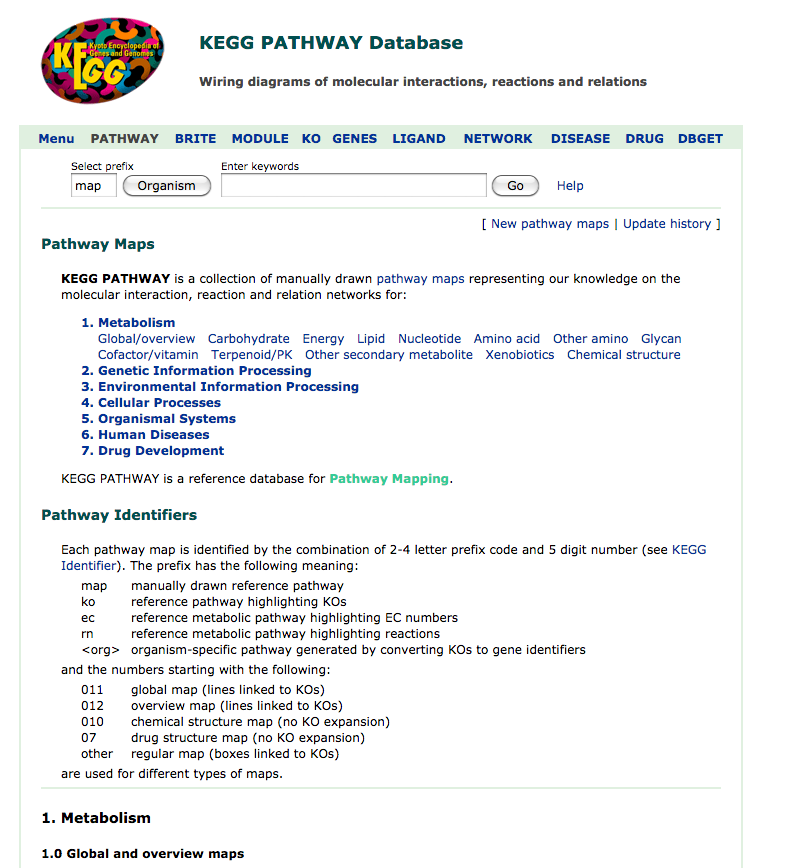 KEGG
Kyoto Encyclopedia of
Genes and Genomes
KEGG PATHWAY Database
Wiring diagrams of molecular interactions, reactions and relations
Menu PATHWAY BRITE MODULE KO GENES LIGAND NETWORK DISEASE DRUG DBGET
Select prefix Enter keywords
map Organism Go Help
[ New pathway maps | Update history ]
Pathway Maps
KEGG PATHWAY is a collection of manually drawn pathway maps representing our knowledge on the
molecular interaction, reaction and relation networks for:
1. Metabolism
Global/overview Carbohydrate Energy Lipid Nucleotide Amino acid Other amino Glycan
Cofactor/vitamin Terpenoid/PK Other secondary metabolite Xenobiotics Chemical structure
2. Genetic Information Processing
3. Environmental Information Processing
4. Cellular Processes
5. Organismal Systems
6. Human Diseases
7. Drug Development
KEGG PATHWAY is a reference database for Pathway Mapping.
Pathway Identifiers
Each pathway map is identified by the combination of 2-4 letter prefix code and 5 digit number (see KEGG
Identifier). The prefix has the following meaning:
map manually drawn reference pathway
ko reference pathway highlighting KOs
ec reference metabolic pathway highlighting EC numbers
rn reference metabolic pathway highlighting reactions
<org> organism-specific pathway generated by converting KOs to gene identifiers
and the numbers starting with the following:
011 global map (lines linked to KOs)
012 overview map (lines linked to KOs)
010 chemical structure map (no KO expansion)
07 drug structure map (no KO expansion)
other regular map (boxes linked to KOs)
are used for different types of maps.
1. Metabolism
1.0 Global and overview maps